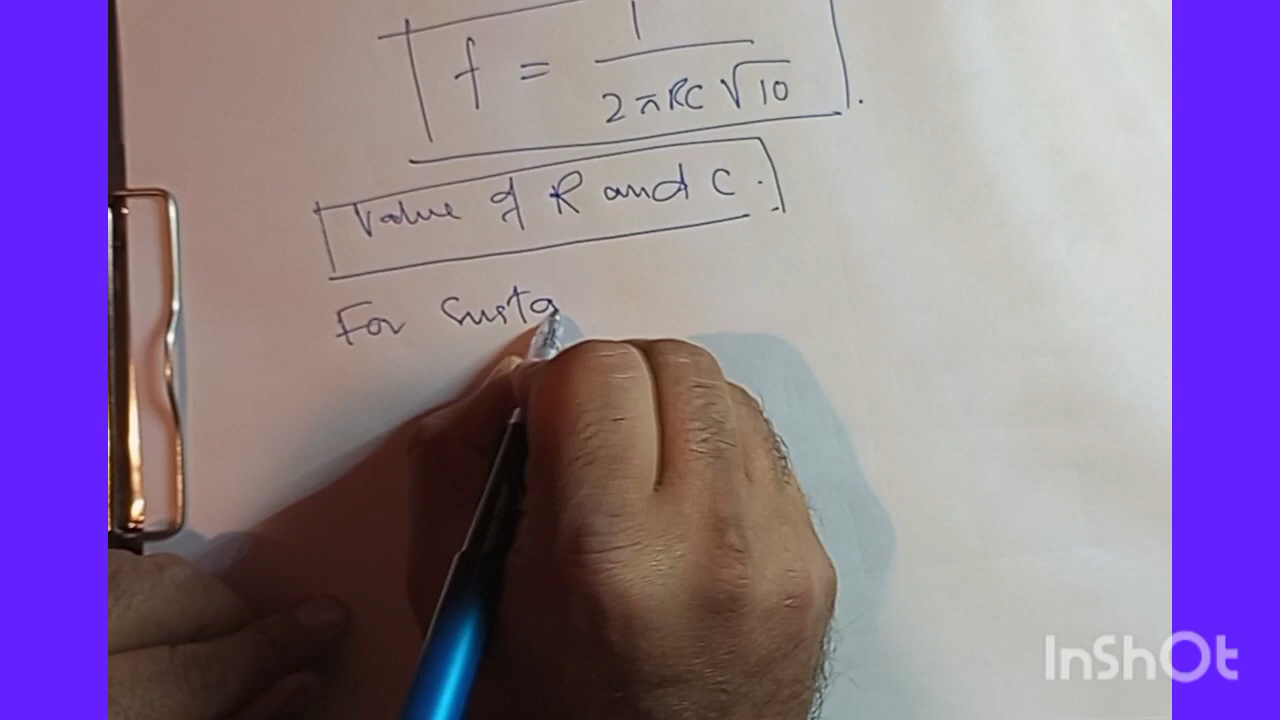 f = 1 / 2πRC √10 .
Value of R and C .
For Susta
InShOt